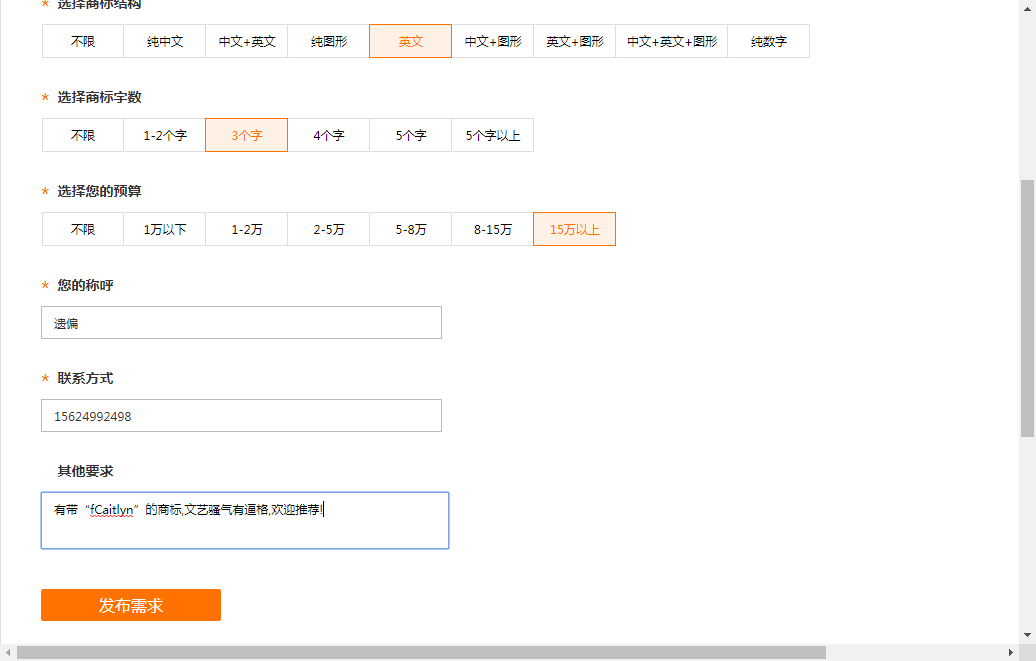 * 选择商标结构
不限 纯中文 中文+英文 纯图形 英文 中文+图形 英文+图形 中文+英文+图形 纯数字
* 选择商标字数
不限 1-2个字 3个字 4个字 5个字 5个字以上
* 选择您的预算
不限 1万以下 1-2万 2-5万 5-8万 8-15万 15万以上
* 您的称呼
遗偏
* 联系方式
15624992498
其他要求
有带“fCaitlyn”的商标,文艺骚气有逼格,欢迎推荐!
发布需求